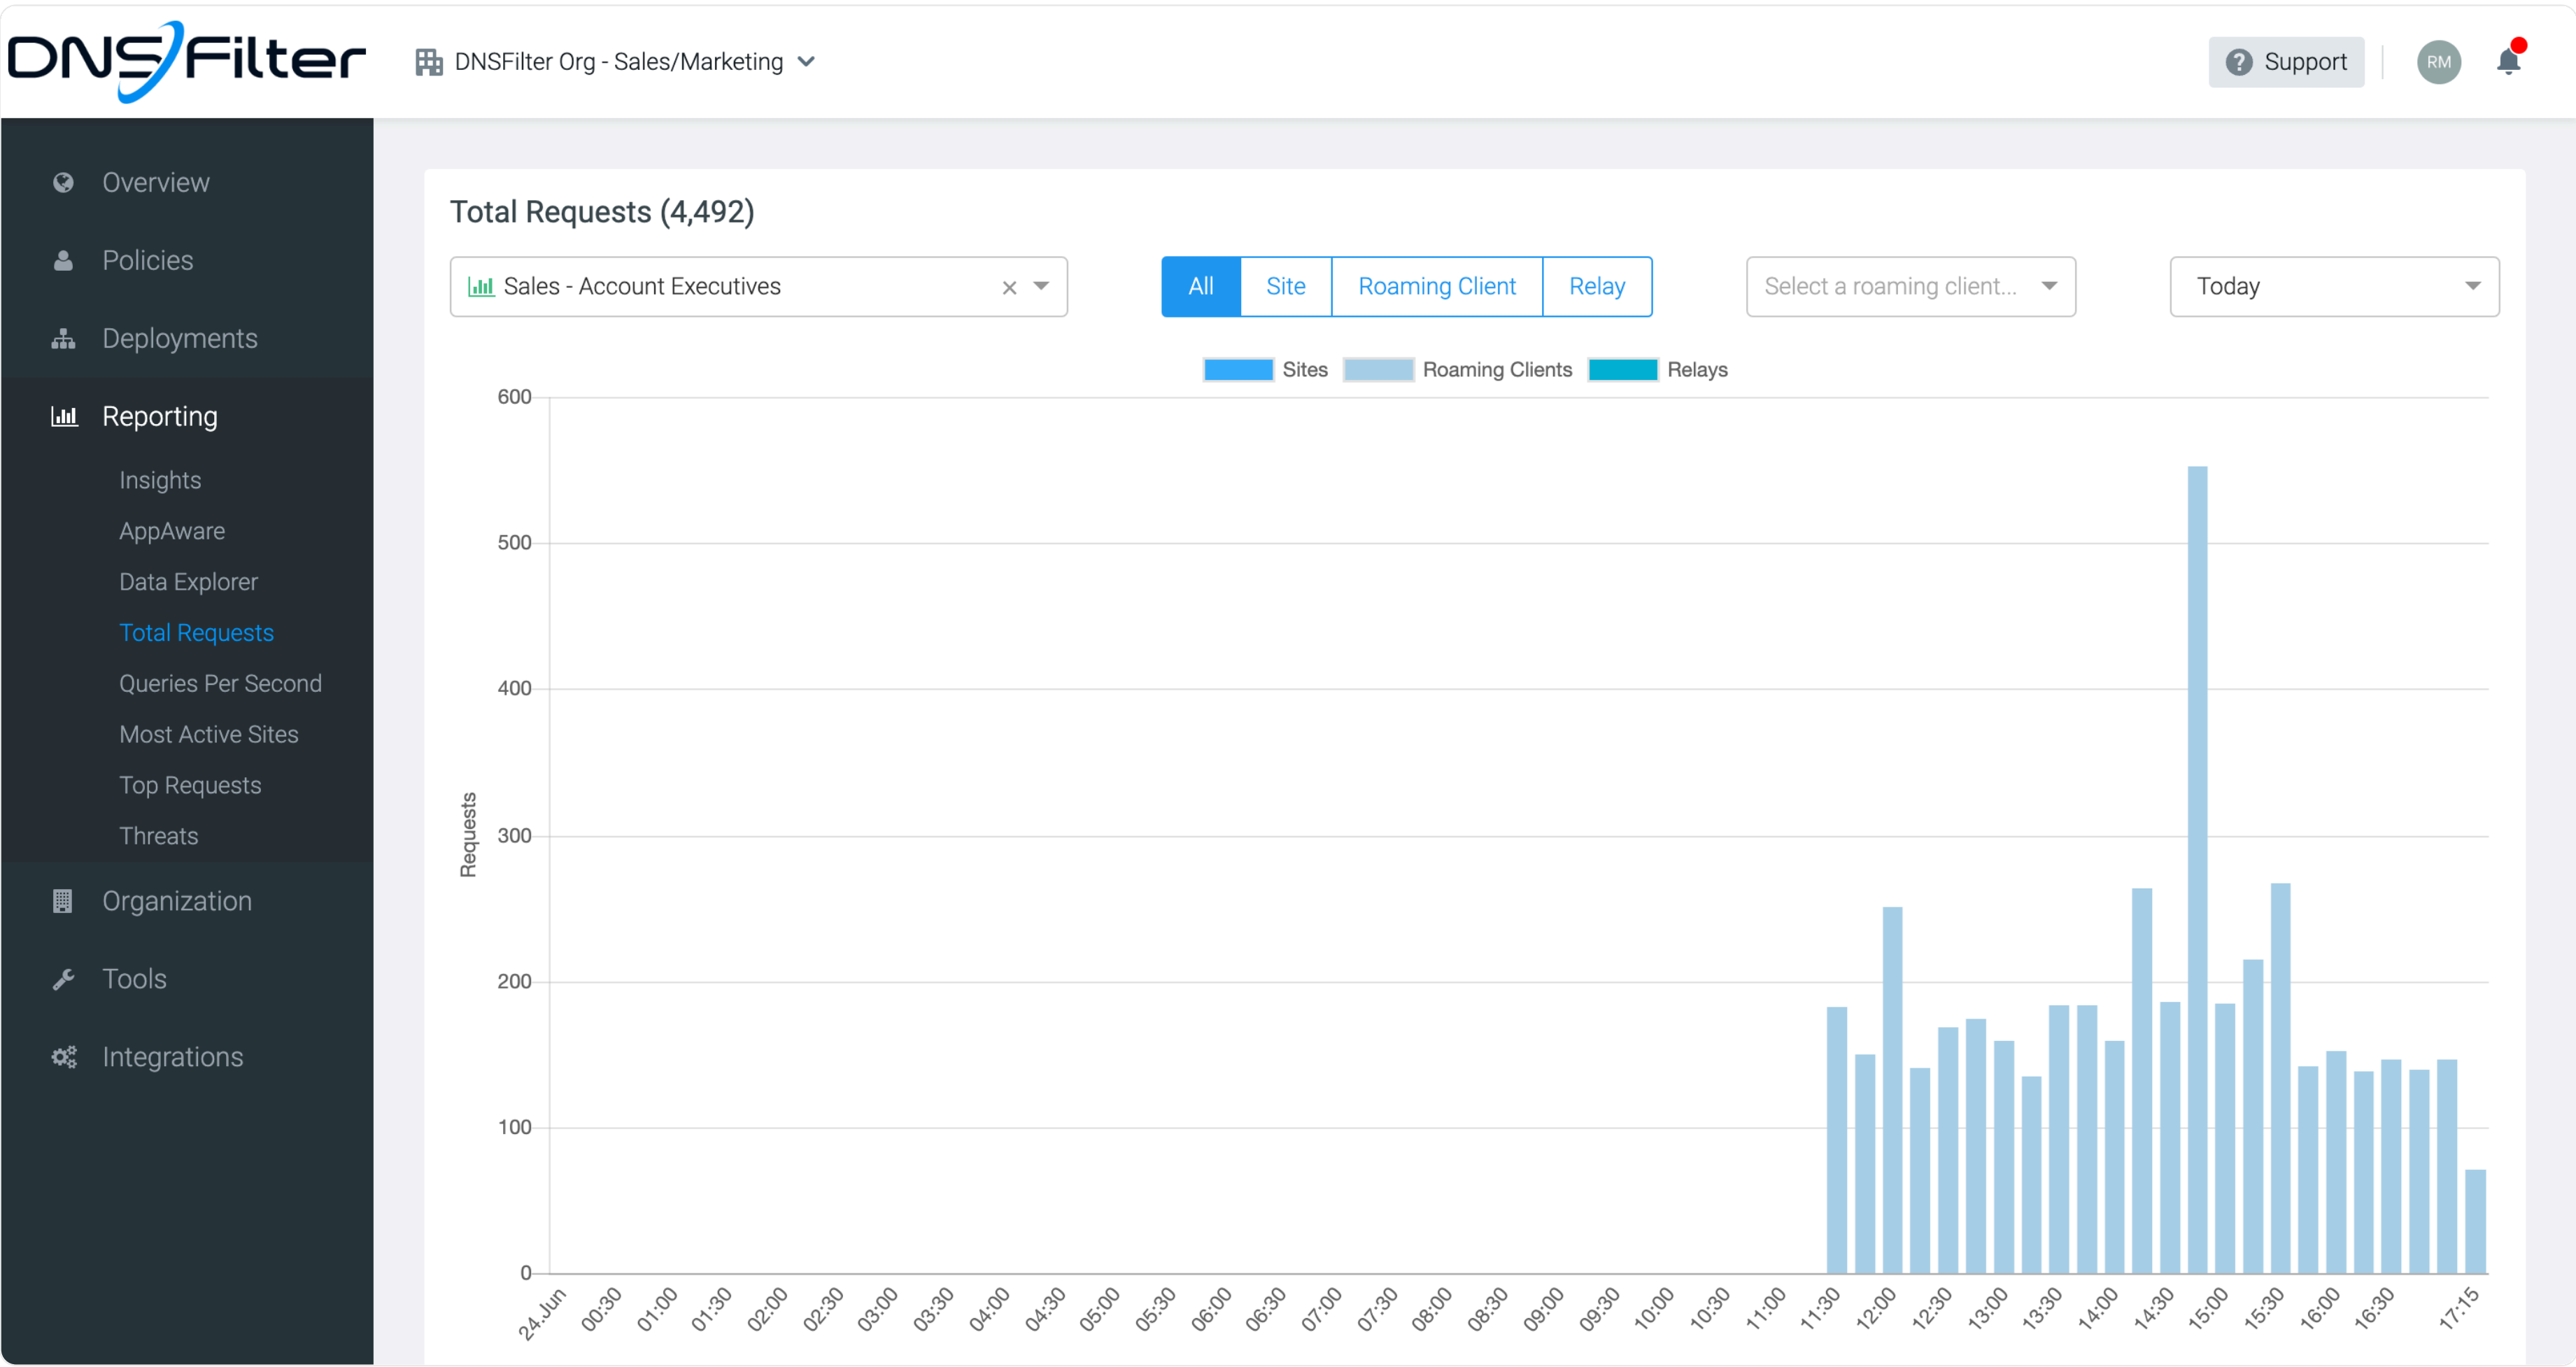 DNSFilter
DNSFilter Org - Sales/Marketing
Support
RM
Overview
Policies
Deployments
Reporting
Insights
AppAware
Data Explorer
Total Requests
Queries Per Second
Most Active Sites
Top Requests
Threats
Organization
Tools
Integrations
Total Requests (4,492)
Sales - Account Executives
All
Site
Roaming Client
Relay
Select a roaming client...
Today
Sites
Roaming Clients
Relays
Requests
600
500
400
300
200
100
0
24.Jun
00:30
01:00
01:30
02:00
02:30
03:00
03:30
04:00
04:30
05:00
05:30
06:00
06:30
07:00
07:30
08:00
08:30
09:00
09:30
10:00
10:30
11:00
11:30
12:00
12:30
13:00
13:30
14:00
14:30
15:00
15:30
16:00
16:30
17:15